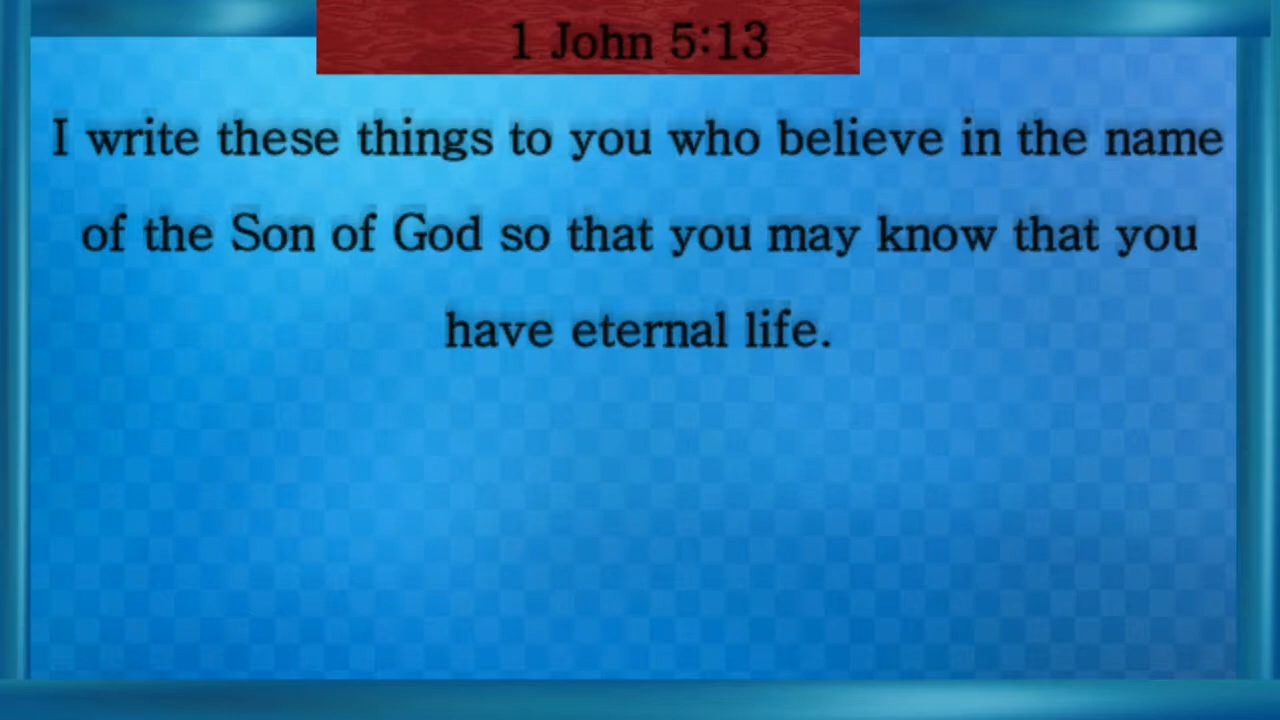 1 John 5:13
I write these things to you who believe in the name
of the Son of God so that you may know that you
have eternal life.